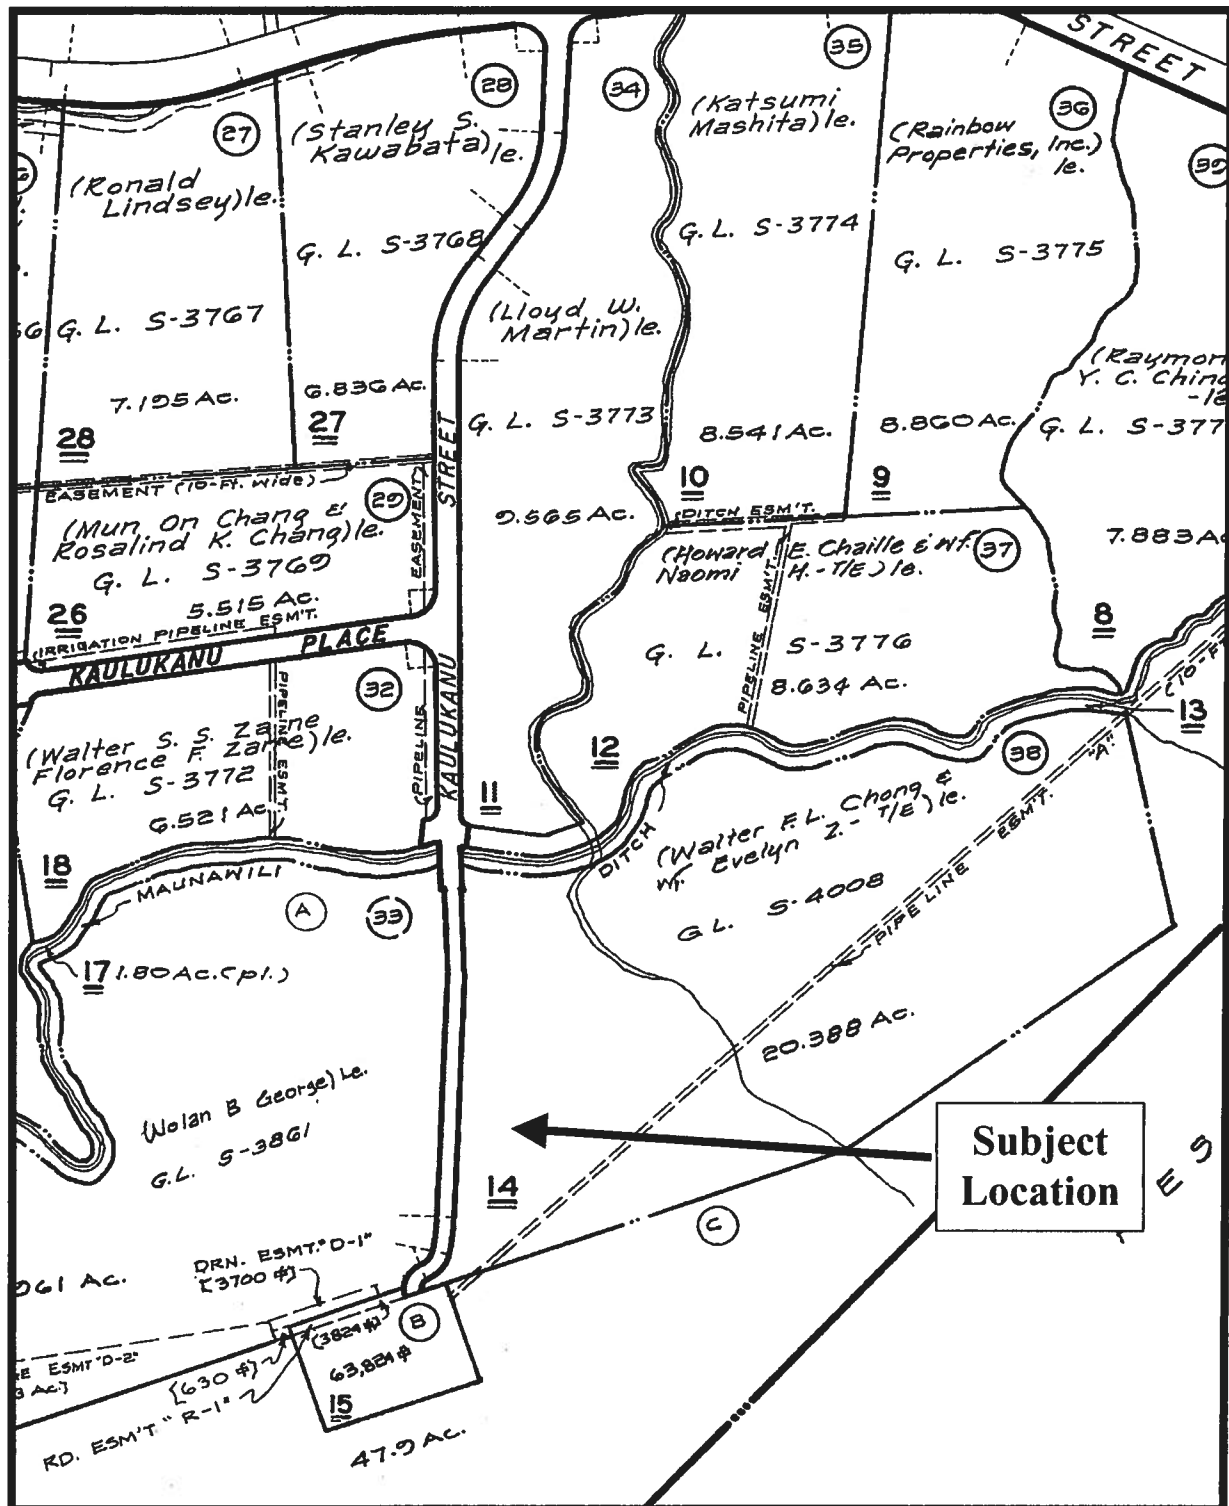 STREET
35
28
34
36
27
(Katsumi
Mashita) le.
(Stanley S.
Kawabata) le.
(Rainbow
Properties, Inc.)
le.
39
(Ronald
Lindsey) le.
G. L. S-3774
G. L. S-3768
G. L. S-3775
(Lloyd W.
Martin) le.
G. L. S-3767
(Raymon
Y. C. Ching
-le
6.836 Ac.
7.195 Ac.
27
28
G. L. S-3773
8.541 Ac.
8.860 Ac.
G. L. S-377
STREET
10
9
EASEMENT (10-Ft. wide)
29
EASEMENT
9.565 Ac.
DITCH ESM'T.
(Mun On Chang &
Rosalind K. Chang) le.
G. L. S-3769
5.515 Ac.
(Howard E. Chaille & Wf.
Naomi H. - T/E) le.
37
7.883 Ac
26
IRRIGATION PIPELINE ESM'T.
KAULUKANU PLACE
8
PIPELINE ESM'T.
G. L. S-3776
8.634 Ac.
32
PIPELINE ESM'T
PIPELINE
KAULUKANU
(10-FT
13
(Walter S. S. Zane
Florence F. Zane) le.
G. L. S-3772
6.521 Ac
12
38
"A"
11
DITCH
(Walter F.L. Chong &
Wf. Evelyn Z. - T/E) le.
ESM'T.
18
MAUNAWILI
A
33
G. L. S-4008
PIPE LINE
17
1.80 Ac. (pl.)
20.388 Ac.
(Wolan B George) le.
G.L. S-3861
Subject
Location
E S
14
C
DRN. ESMT. "D-1"
[3700 ⌗]
061 Ac.
B
(3824 ⌗)
63,824 ⌗
ESMT "D-2"
3 AC.]
[630 ⌗]
15
RD. ESM'T "R-1"
47.9 Ac.